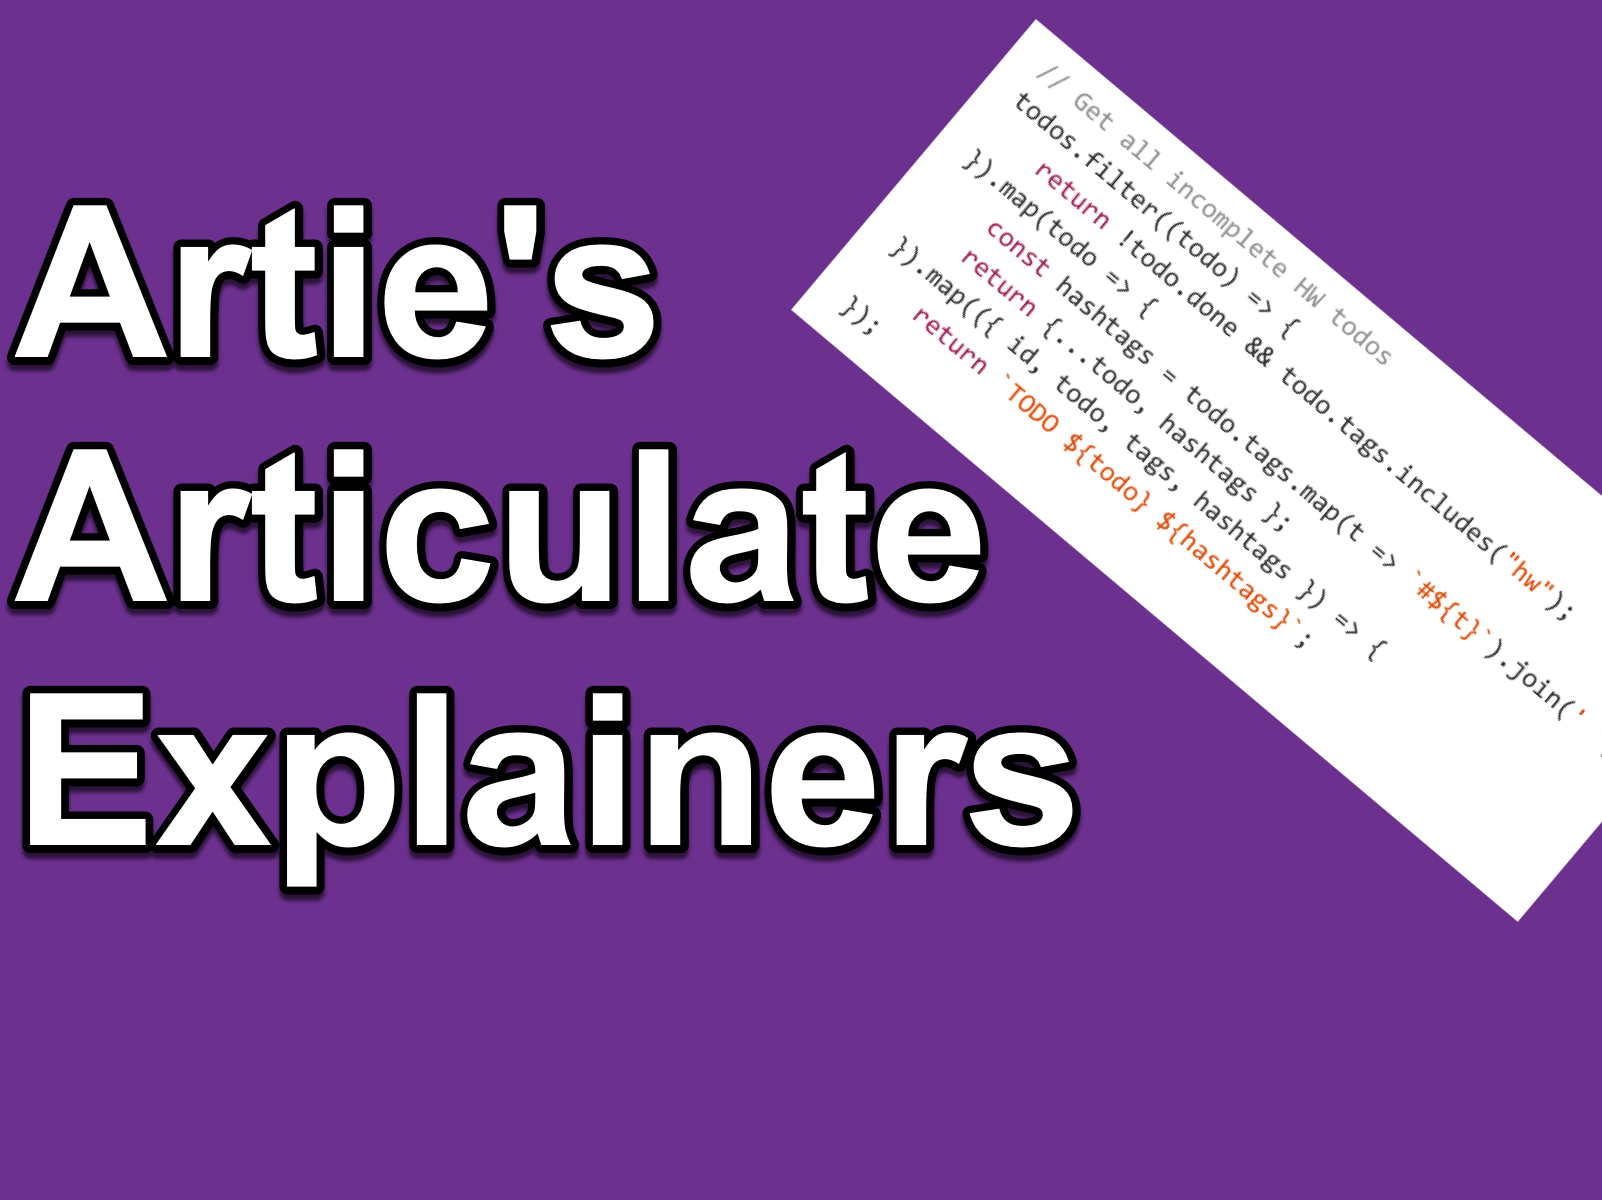 Artie's
Articulate
Explainers
// Get all incomplete HW todos
todos.filter((todo) => {
return !todo.done && todo.tags.includes("hw");
}).map(todo => {
const hashtags = todo.tags.map(t => `#${t}`).join('
return {...todo, hashtags };
}).map(({ id, todo, tags, hashtags }) => {
return `TODO ${todo} ${hashtags}`;
});